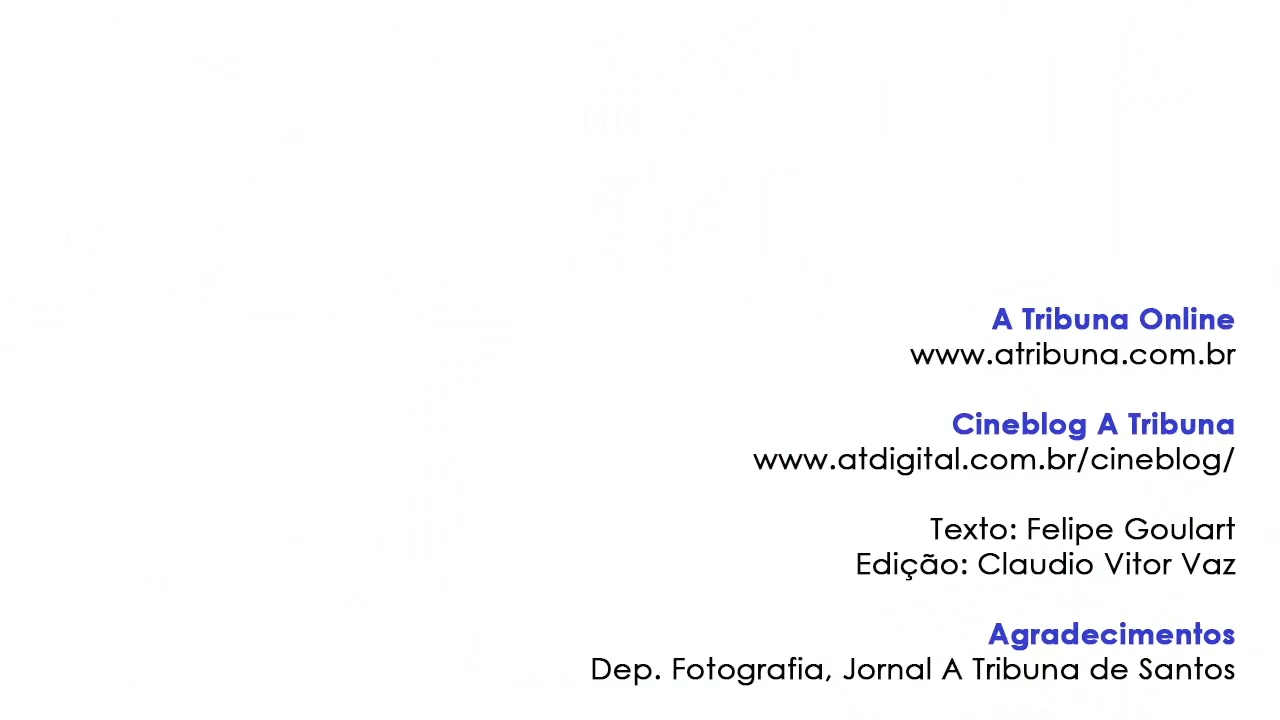 A Tribuna Online
www.atribuna.com.br
Cineblog A Tribuna
www.atdigital.com.br/cineblog/
Texto: Felipe Goulart
Edição: Claudio Vitor Vaz
Agradecimentos
Dep. Fotografia, Jornal A Tribuna de Santos